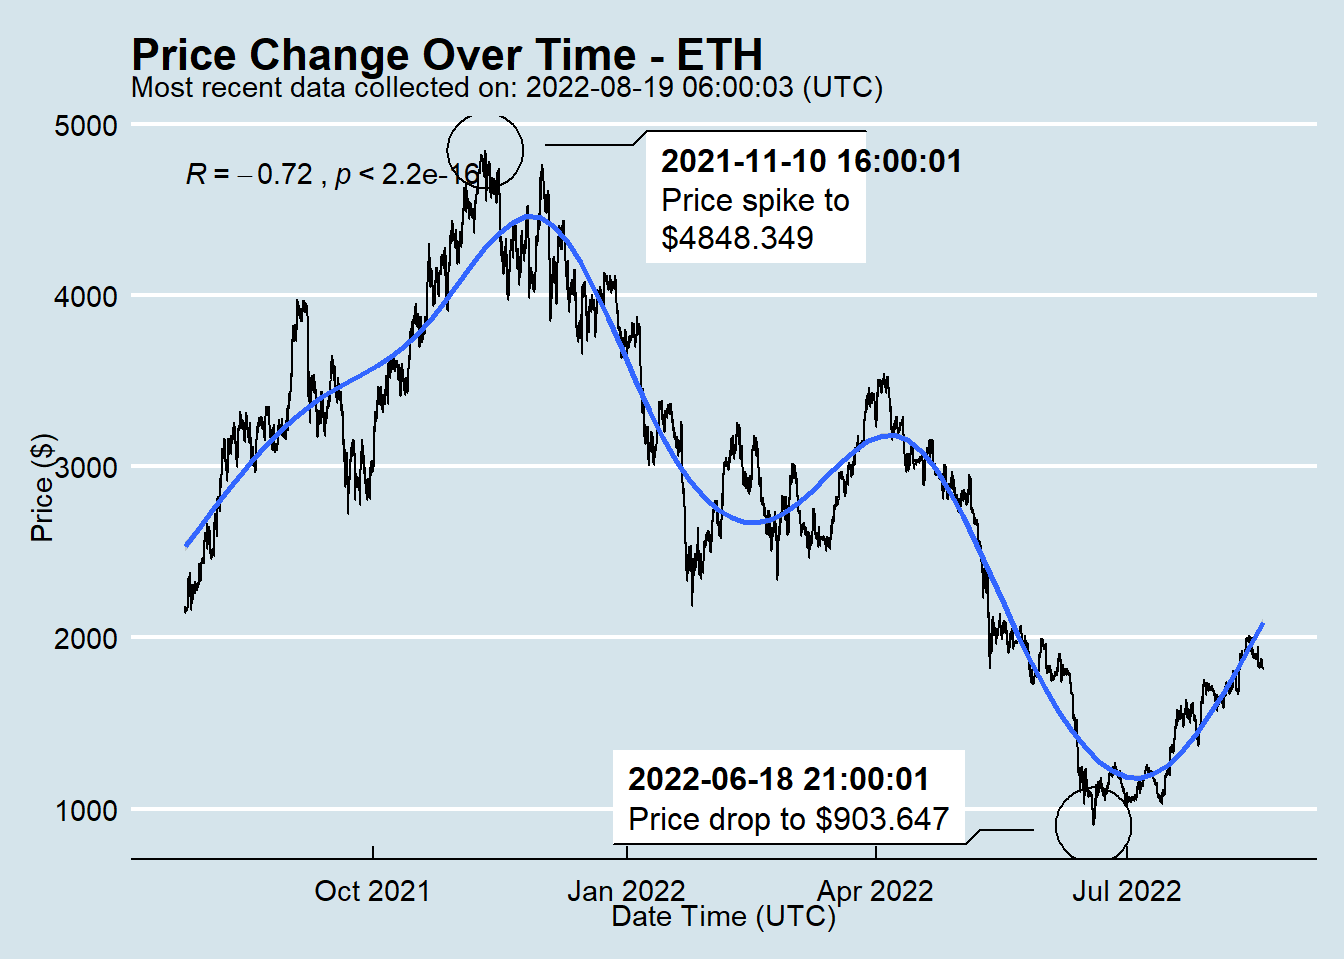 Price Change Over Time - ETH
Most recent data collected on: 2022-08-19 06:00:03 (UTC)
5000
R = −0.72 , p < 2.2e-16
2021-11-10 16:00:01
Price spike to
$4848.349
4000
Price ($)
3000
2000
2022-06-18 21:00:01
Price drop to $903.647
1000
Oct 2021 Jan 2022 Apr 2022 Jul 2022
Date Time (UTC)